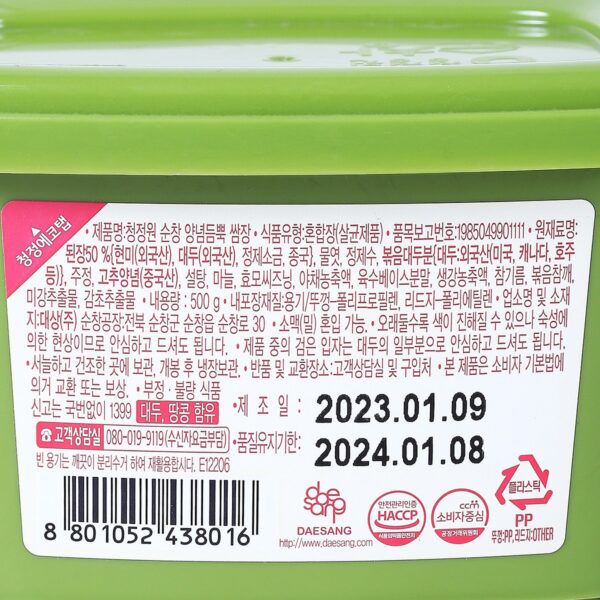 청정에코탭
• 제품명:청정원 순창 양념듬뿍 쌈장 • 식품유형:혼합장(살균제품) • 품목보고번호:1985049901111 • 원재료명:
된장50 %{현미(외국산), 대두(외국산), 정제소금, 종국}, 물엿, 정제수, 볶음대두분{대두:외국산(미국, 캐나다, 호주
등)}, 주정, 고추양념(중국산), 설탕, 마늘, 효모씨즈닝, 야채농축액, 육수베이스분말, 생강농축액, 참기름, 볶음참깨,
미강추출물, 감초추출물 • 내용량: 500 g • 내포장재질:용기/뚜껑-폴리프로필렌, 리드지-폴리에틸렌 • 업소명 및 소재
지:대상(주) 순창공장:전북 순창군 순창읍 순창로 30 • 소맥(밀) 혼입 가능. • 오래둘수록 색이 진해질 수 있으나 숙성에
의한 현상이므로 안심하고 드셔도 됩니다. • 제품 중의 검은 입자는 대두의 일부분으로 안심하고 드셔도 됩니다.
•서늘하고 건조한 곳에 보관, 개봉 후 냉장보관. • 반품 및 교환장소:고객상담실 및 구입처 • 본 제품은 소비자 기본법에
의거 교환 또는 보상. • 부정 · 불량 식품
신고는 국번없이 1399 대두, 땅콩 함유
• 제 조 일 : 2023.01.09
☎고객상담실 080-019-9119(수신자요금부담)
•품질유지기한: 2024.01.08
빈 용기는 깨끗이 분리수거 하여 재활용합시다. E12206
8 801052 438016
daesang
DAESANG
http://www.daesang.com
안전관리인증
HACCP
식품의약품안전처
ccm
소비자중심
공정거래위원회
플라스틱
PP
뚜껑:PP, 리드지:OTHER